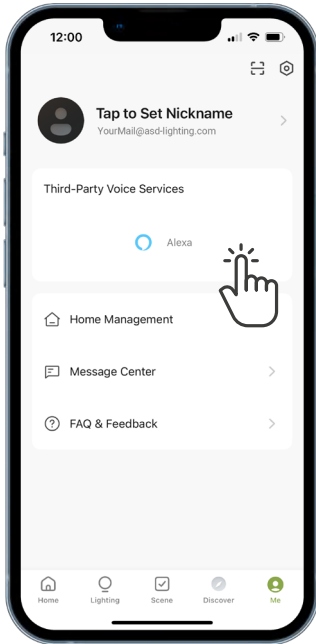 12:00
Tap to Set Nickname
YourMail@asd-lighting.com
Third-Party Voice Services
Alexa
Home Management
Message Center
FAQ & Feedback
Home Lighting Scene Discover Me